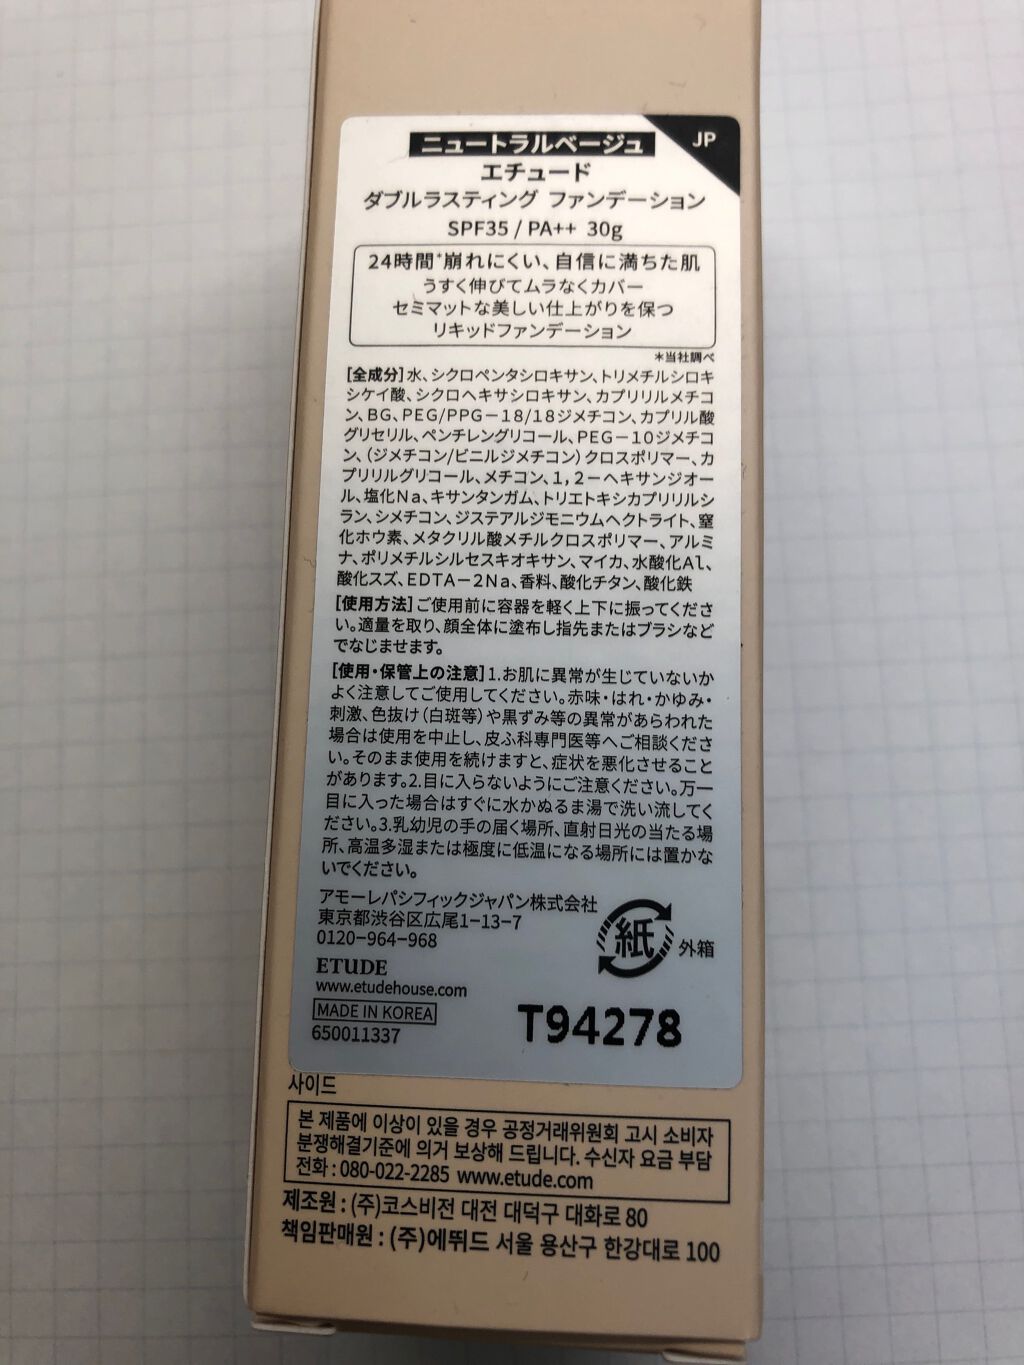 ニュートラルベージュ
JP
エチュード
ダブルラスティング ファンデーション
SPF35 / PA++ 30g
24時間*崩れにくい、自信に満ちた肌
うすく伸びてムラなくカバー
セミマットな美しい仕上がりを保つ
リキッドファンデーション
*当社調べ
[全成分]水、シクロペンタシロキサン、トリメチルシロキ
シケイ酸、シクロヘキサシロキサン、カプリリルメチコ
ン、BG、PEG/PPG－18/18ジメチコン、カプリル酸
グリセリル、ペンチレングリコール、PEG－10ジメチコ
ン、(ジメチコン/ビニルジメチコン)クロスポリマー、カ
プリリルグリコール、メチコン、1,2－ヘキサンジオー
ル、塩化Na、キサンタンガム、トリエトキシカプリリルシ
ラン、シメチコン、ジステアルジモニウムヘクトライト、窒
化ホウ素、メタクリル酸メチルクロスポリマー、アルミ
ナ、ポリメチルシルセスキオキサン、マイカ、水酸化Al、
酸化スズ、EDTA－2Na、香料、酸化チタン、酸化鉄
[使用方法]ご使用前に容器を軽く上下に振ってくださ
い。適量を取り、顔全体に塗布し指先またはブラシなど
でなじませます。
[使用・保管上の注意]1.お肌に異常が生じていないか
よく注意してご使用してください。赤味・はれ・かゆみ・
刺激、色抜け(白斑等)や黒ずみ等の異常があらわれた
場合は使用を中止し、皮ふ科専門医等へご相談くださ
い。そのまま使用を続けますと、症状を悪化させること
があります。2.目に入らないようにご注意ください。万一
目に入った場合はすぐに水かぬるま湯で洗い流してく
ださい。3.乳幼児の手の届く場所、直射日光の当たる場
所、高温多湿または極度に低温になる場所には置かな
いでください。
アモーレパシフィックジャパン株式会社
東京都渋谷区広尾1-13-7
0120-964-968
紙 外箱
ETUDE
www.etudehouse.com
MADE IN KOREA
650011337
T94278
사이드
본 제품에 이상이 있을 경우 공정거래위원회 고시 소비자
분쟁해결기준에 의거 보상해 드립니다. 수신자 요금 부담
전화 : 080-022-2285 www.etude.com
제조원 : (주)코스비전 대전 대덕구 대화로 80
책임판매원 : (주)에뛰드 서울 용산구 한강대로 100